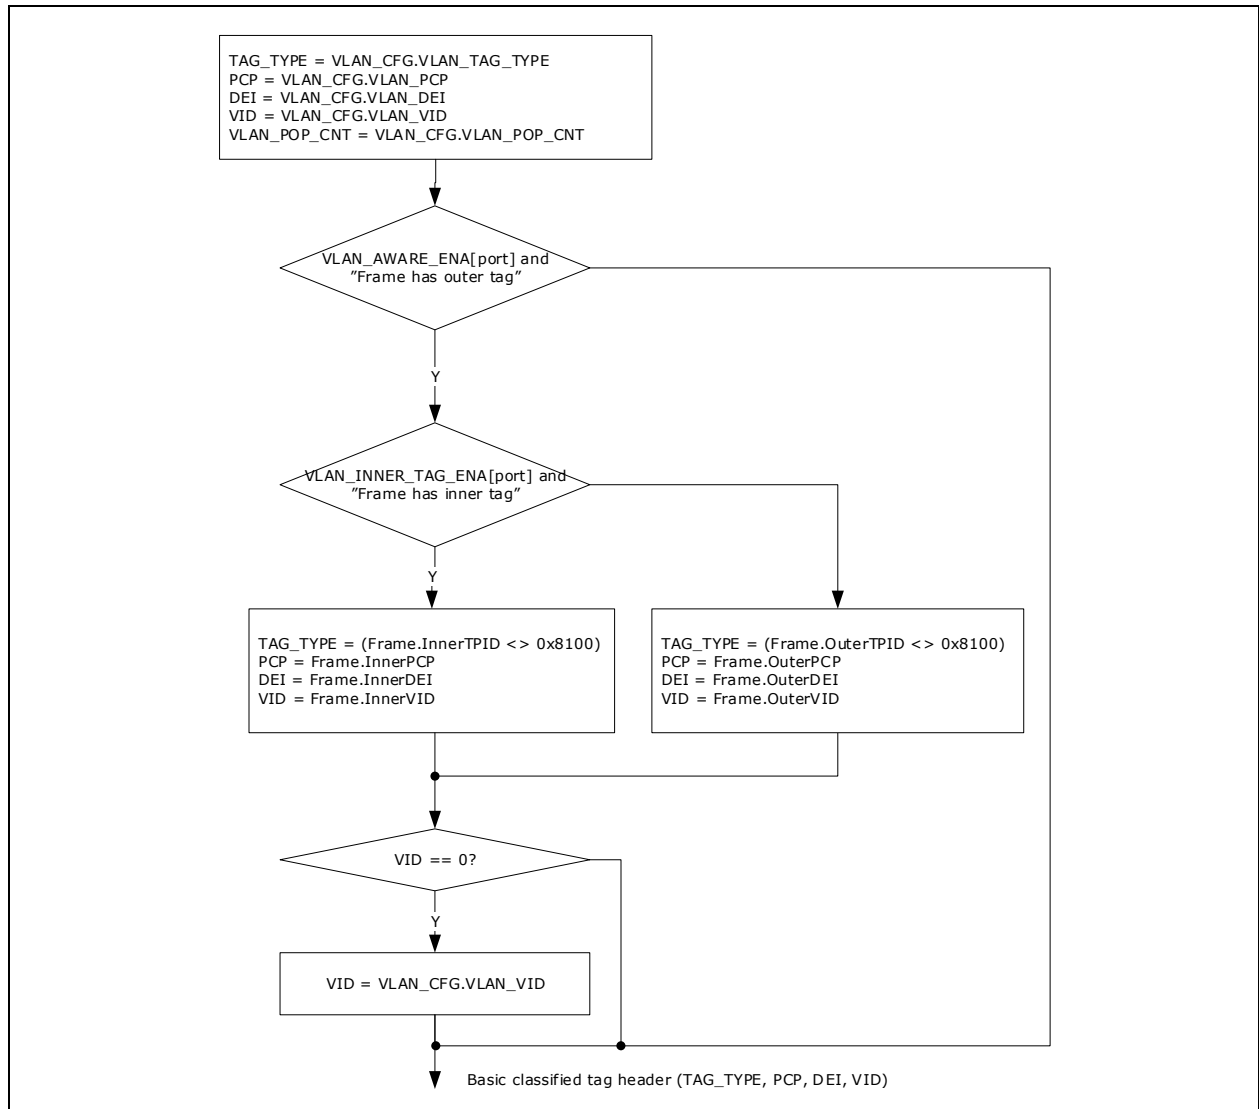 TAG_TYPE = VLAN_CFG.VLAN_TAG_TYPE
PCP = VLAN_CFG.VLAN_PCP
DEI = VLAN_CFG.VLAN_DEI
VID = VLAN_CFG.VLAN_VID
VLAN_POP_CNT = VLAN_CFG.VLAN_POP_CNT
VLAN_AWARE_ENA[port] and
”Frame has outer tag”
Y
VLAN_INNER_TAG_ENA[port] and
”Frame has inner tag”
Y
TAG_TYPE = (Frame.InnerTPID <> 0x8100)
PCP = Frame.InnerPCP
DEI = Frame.InnerDEI
VID = Frame.InnerVID
TAG_TYPE = (Frame.OuterTPID <> 0x8100)
PCP = Frame.OuterPCP
DEI = Frame.OuterDEI
VID = Frame.OuterVID
VID == 0?
Y
VID = VLAN_CFG.VLAN_VID
Basic classified tag header (TAG_TYPE, PCP, DEI, VID)